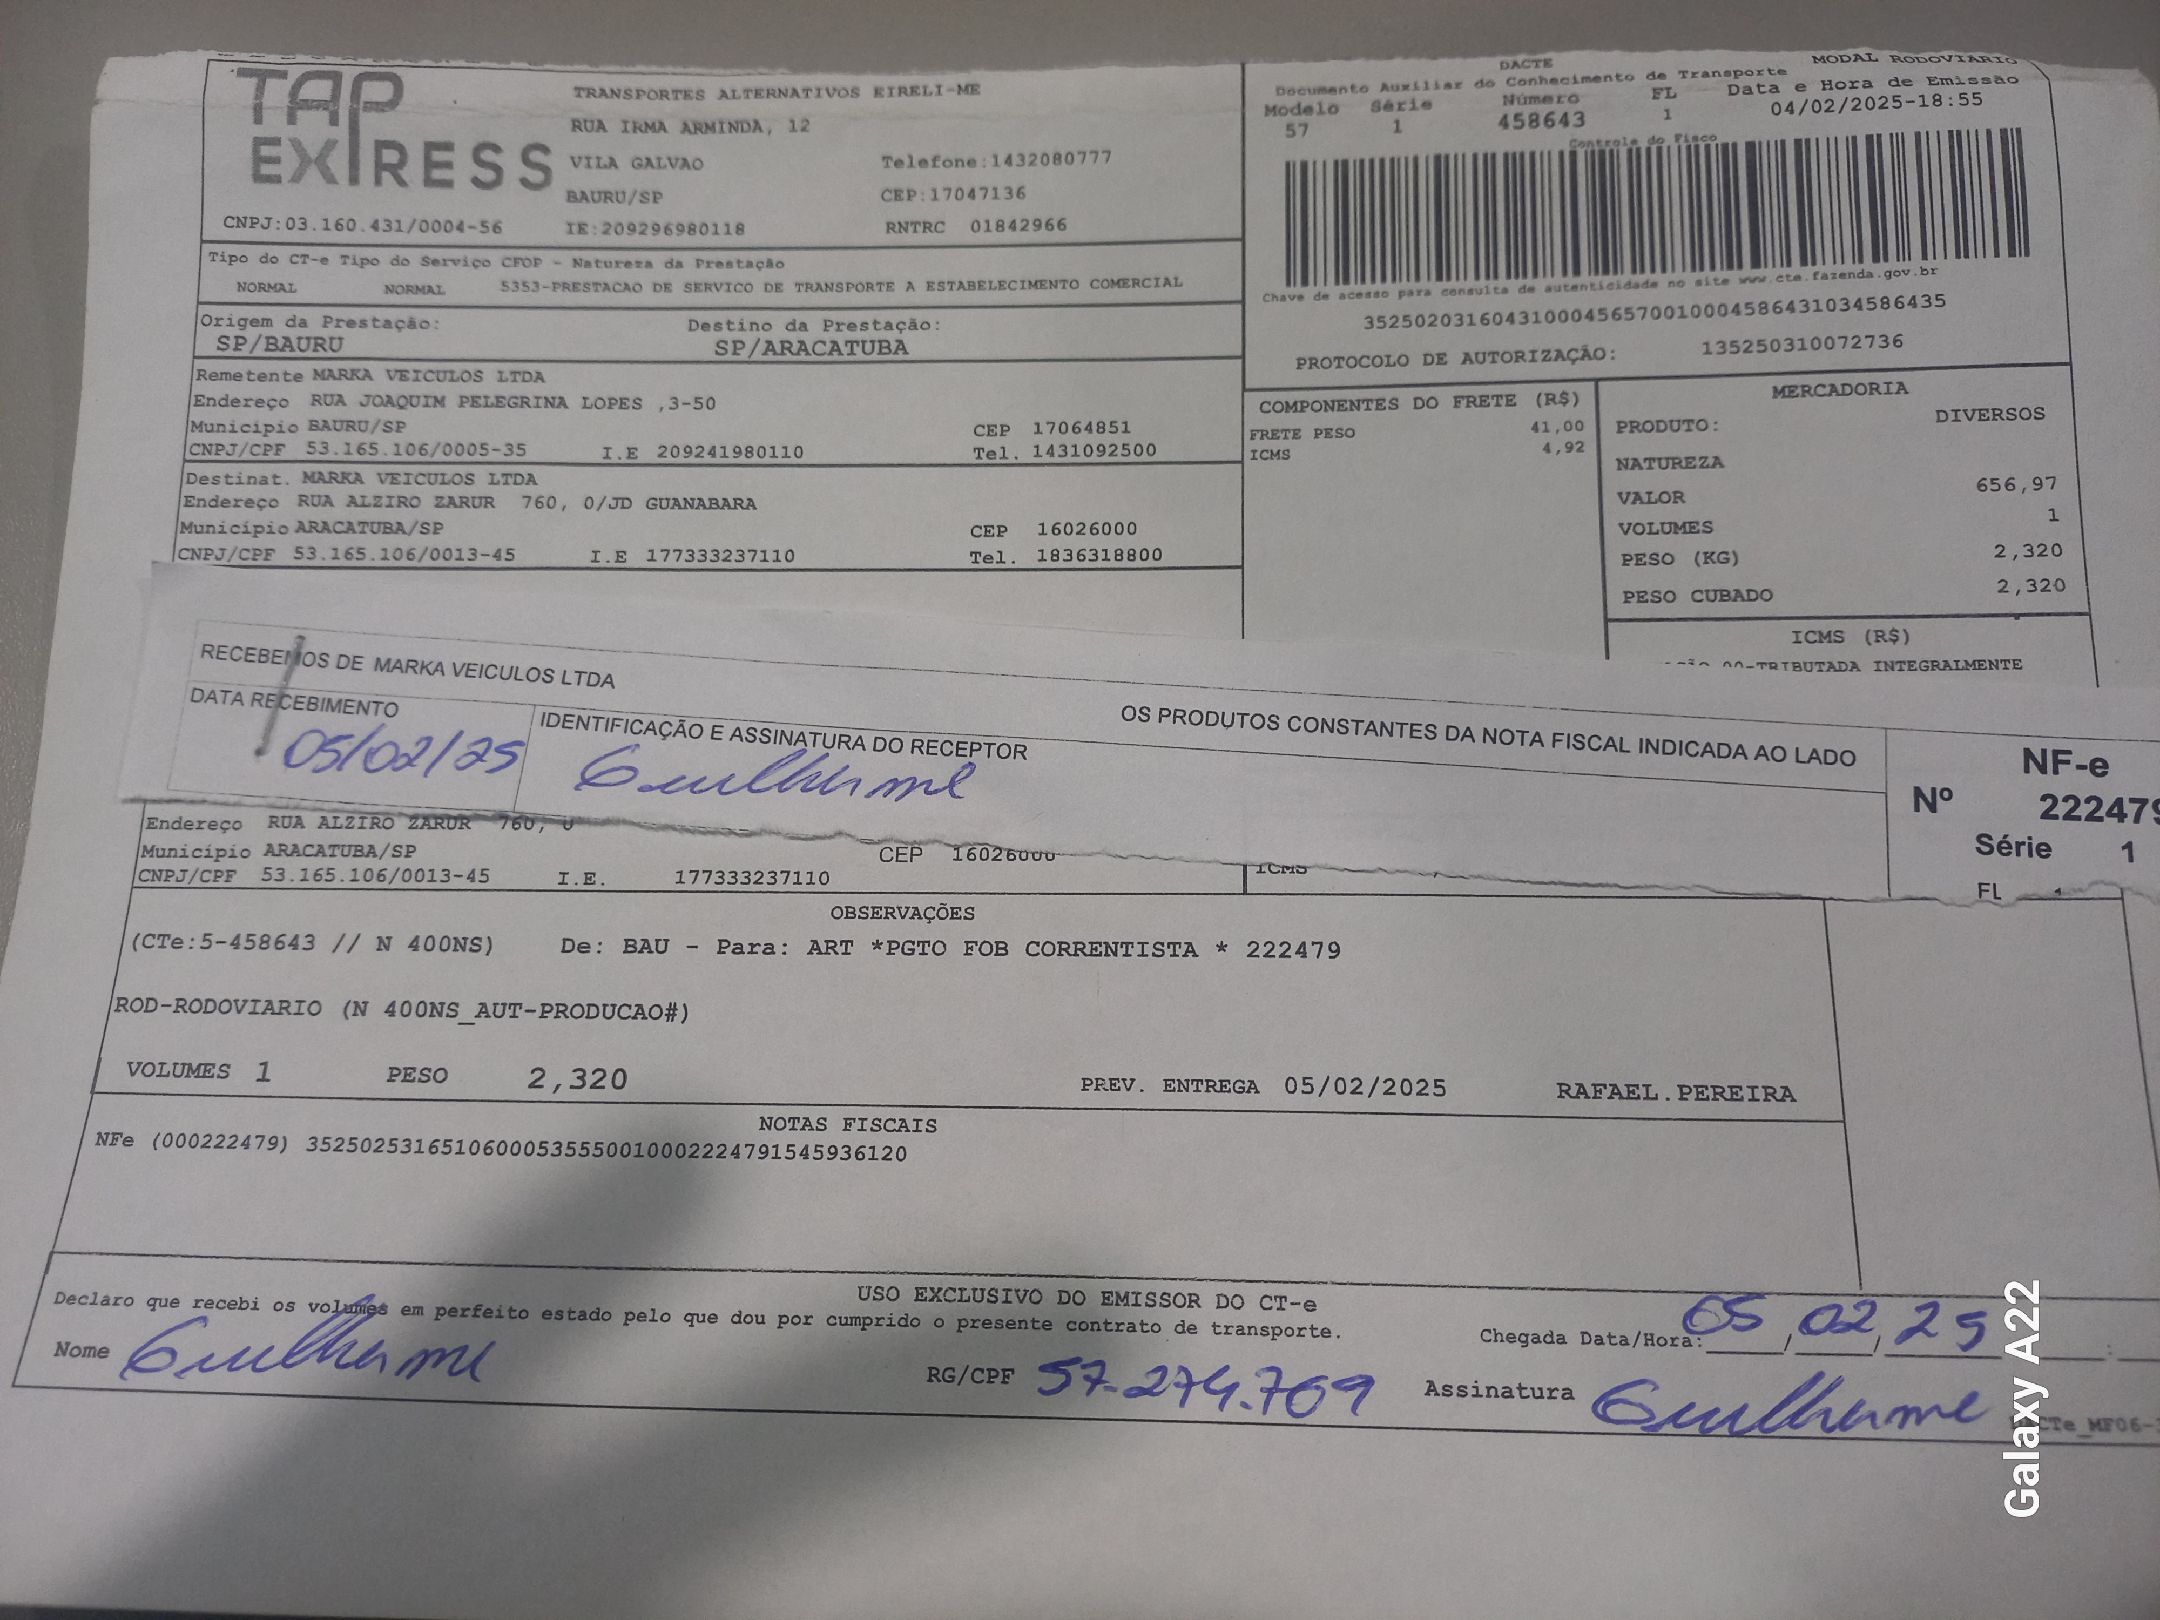 TAP EXPRESS
TRANSPORTES ALTERNATIVOS EIRELI-ME
RUA IRMA ARMINDA, 12
VILA GALVAO Telefone:1432080777
BAURU/SP CEP:17047136
CNPJ:03.160.431/0004-56 IE:209296980118 RNTRC 01842966
DACTE MODAL RODOVIARIO
Documento Auxiliar do Conhecimento de Transporte
Modelo Série Número FL Data e Hora de Emissão
57 1 458643 1 04/02/2025-18:55
Controle do Fisco
Chave de acesso para consulta de autenticidade no site www.cte.fazenda.gov.br
35250203160431000456570010004586431034586435
PROTOCOLO DE AUTORIZAÇÃO: 135250310072736
Tipo do CT-e Tipo do Serviço CFOP - Natureza da Prestação
NORMAL NORMAL 5353-PRESTACAO DE SERVICO DE TRANSPORTE A ESTABELECIMENTO COMERCIAL
Origem da Prestação: Destino da Prestação:
SP/BAURU SP/ARACATUBA
Remetente MARKA VEICULOS LTDA
Endereço RUA JOAQUIM PELEGRINA LOPES ,3-50
Município BAURU/SP CEP 17064851
CNPJ/CPF 53.165.106/0005-35 I.E 209241980110 Tel. 1431092500
Destinat. MARKA VEICULOS LTDA
Endereço RUA ALZIRO ZARUR 760, 0/JD GUANABARA
Município ARACATUBA/SP CEP 16026000
CNPJ/CPF 53.165.106/0013-45 I.E 177333237110 Tel. 1836318800
COMPONENTES DO FRETE (R$)
FRETE PESO 41,00
ICMS 4,92
MERCADORIA
PRODUTO: DIVERSOS
NATUREZA
VALOR 656,97
VOLUMES 1
PESO (KG) 2,320
PESO CUBADO 2,320
ICMS (R$)
00-TRIBUTADA INTEGRALMENTE
RECEBEMOS DE MARKA VEICULOS LTDA OS PRODUTOS CONSTANTES DA NOTA FISCAL INDICADA AO LADO
DATA RECEBIMENTO IDENTIFICAÇÃO E ASSINATURA DO RECEPTOR
05/02/25 Guilherme
NF-e
Nº 222479
Série 1
FL 1
Endereço RUA ALZIRO ZARUR 760, 0
Município ARACATUBA/SP CEP 16026000
CNPJ/CPF 53.165.106/0013-45 I.E. 177333237110
ICMS
OBSERVAÇÕES
(CTe:5-458643 // N 400NS) De: BAU - Para: ART *PGTO FOB CORRENTISTA * 222479
ROD-RODOVIARIO (N 400NS_AUT-PRODUCAO#)
VOLUMES 1 PESO 2,320 PREV. ENTREGA 05/02/2025 RAFAEL.PEREIRA
NOTAS FISCAIS
NFe (000222479) 35250253165106000535550010002224791545936120
USO EXCLUSIVO DO EMISSOR DO CT-e
Declaro que recebi os volumes em perfeito estado pelo que dou por cumprido o presente contrato de transporte.
Chegada Data/Hora: 05/02/25 :
Nome Guilherme RG/CPF 57.274.769 Assinatura Guilherme
CTe_MF06-
Galaxy A22